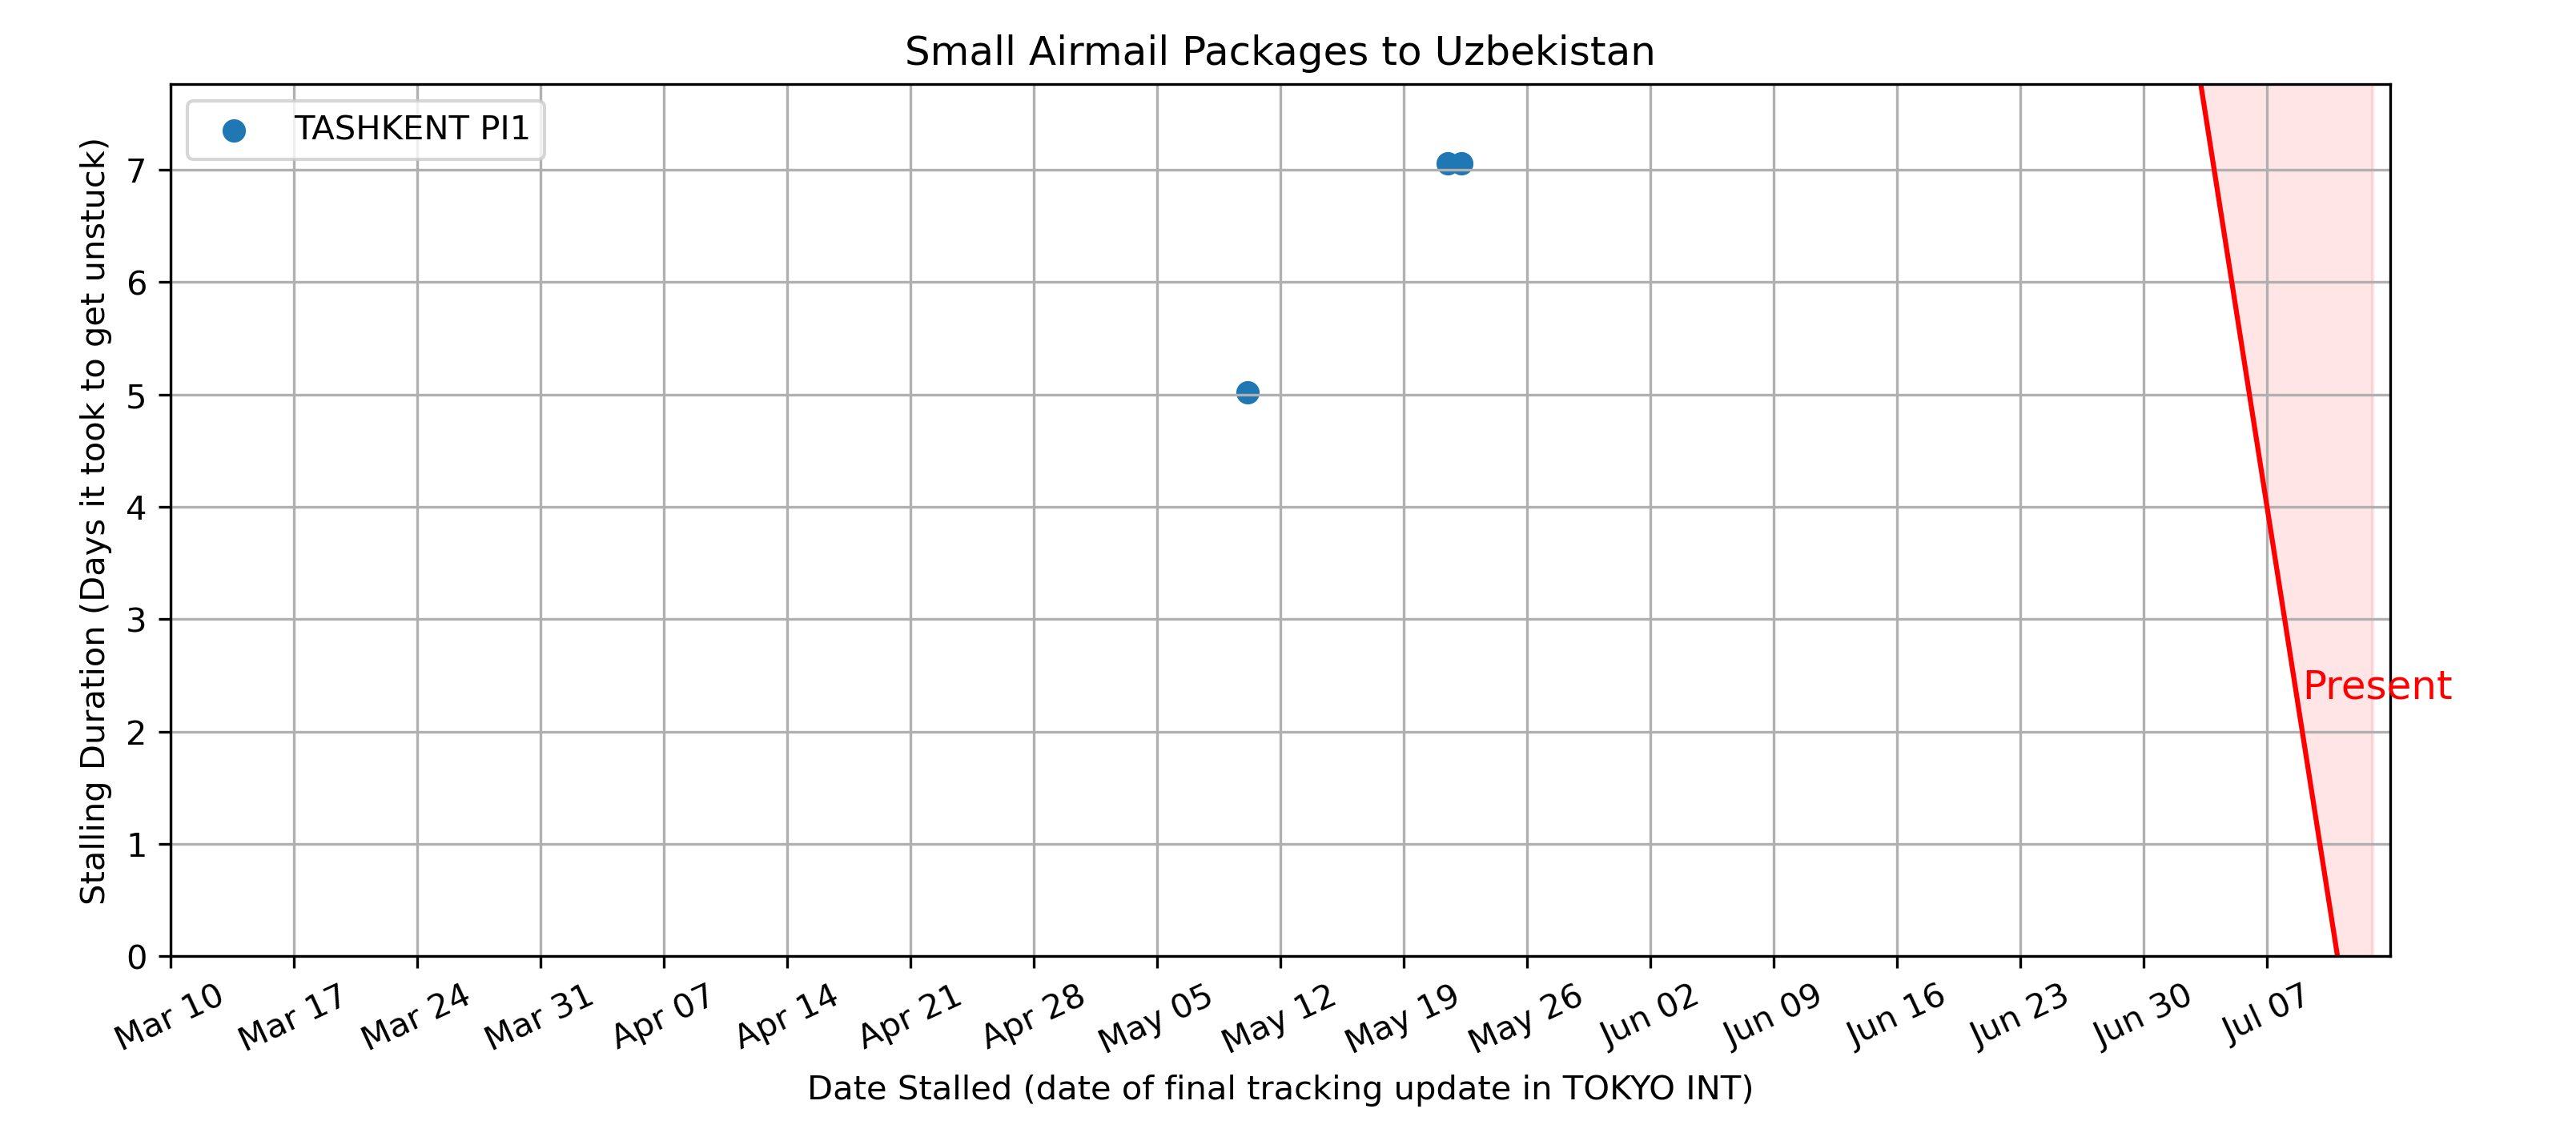 Small Airmail Packages to Uzbekistan
TASHKENT PI1
Stalling Duration (Days it took to get unstuck)
7
6
5
4
3
2
1
0
Present
Mar 10
Mar 17
Mar 24
Mar 31
Apr 07
Apr 14
Apr 21
Apr 28
May 05
May 12
May 19
May 26
Jun 02
Jun 09
Jun 16
Jun 23
Jun 30
Jul 07
Date Stalled (date of final tracking update in TOKYO INT)